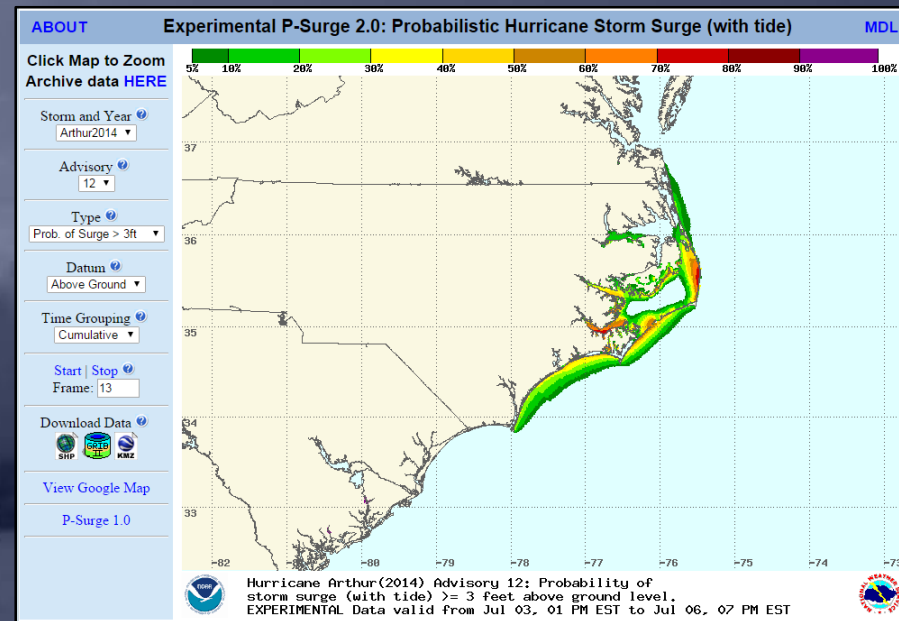 ABOUT
Experimental P-Surge 2.0: Probabilistic Hurricane Storm Surge (with tide)
MDL
Click Map to Zoom
Archive data HERE
Storm and Year ?
Arthur2014 ▼
Advisory ?
12 ▼
Type ?
Prob. of Surge > 3ft ▼
Datum ?
Above Ground ▼
Time Grouping ?
Cumulative ▼
Start | Stop ?
Frame: 13
Download Data ?
SHP GRIB II KMZ
View Google Map
P-Surge 1.0
5% 10% 20% 30% 40% 50% 60% 70% 80% 90% 100%
37
36
35
34
33
-82 -81 -80 -79 -78 -77 -76 -75 -74 -73
NOAA
Hurricane Arthur(2014) Advisory 12: Probability of
storm surge (with tide) >= 3 feet above ground level.
EXPERIMENTAL Data valid from Jul 03, 01 PM EST to Jul 06, 07 PM EST